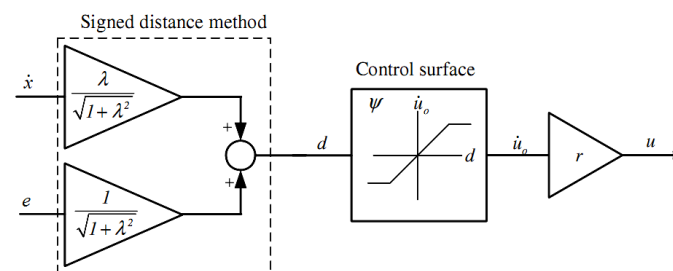 Signed distance method
ẋ
λ
√1+λ²
+
e
1
√1+λ²
+
d
Control surface
ψ
u̇ₒ
d
u̇ₒ
r
u